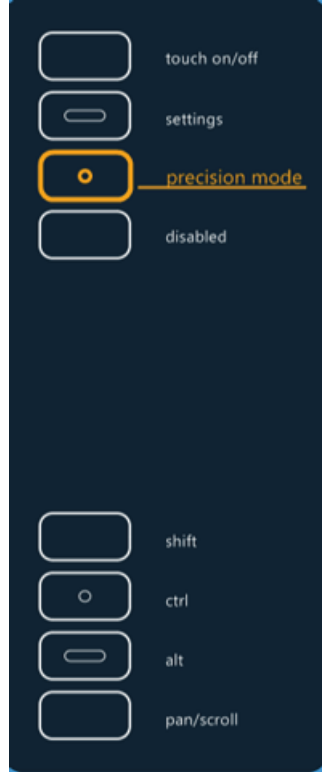 touch on/off
settings
precision mode
disabled
shift
ctrl
alt
pan/scroll